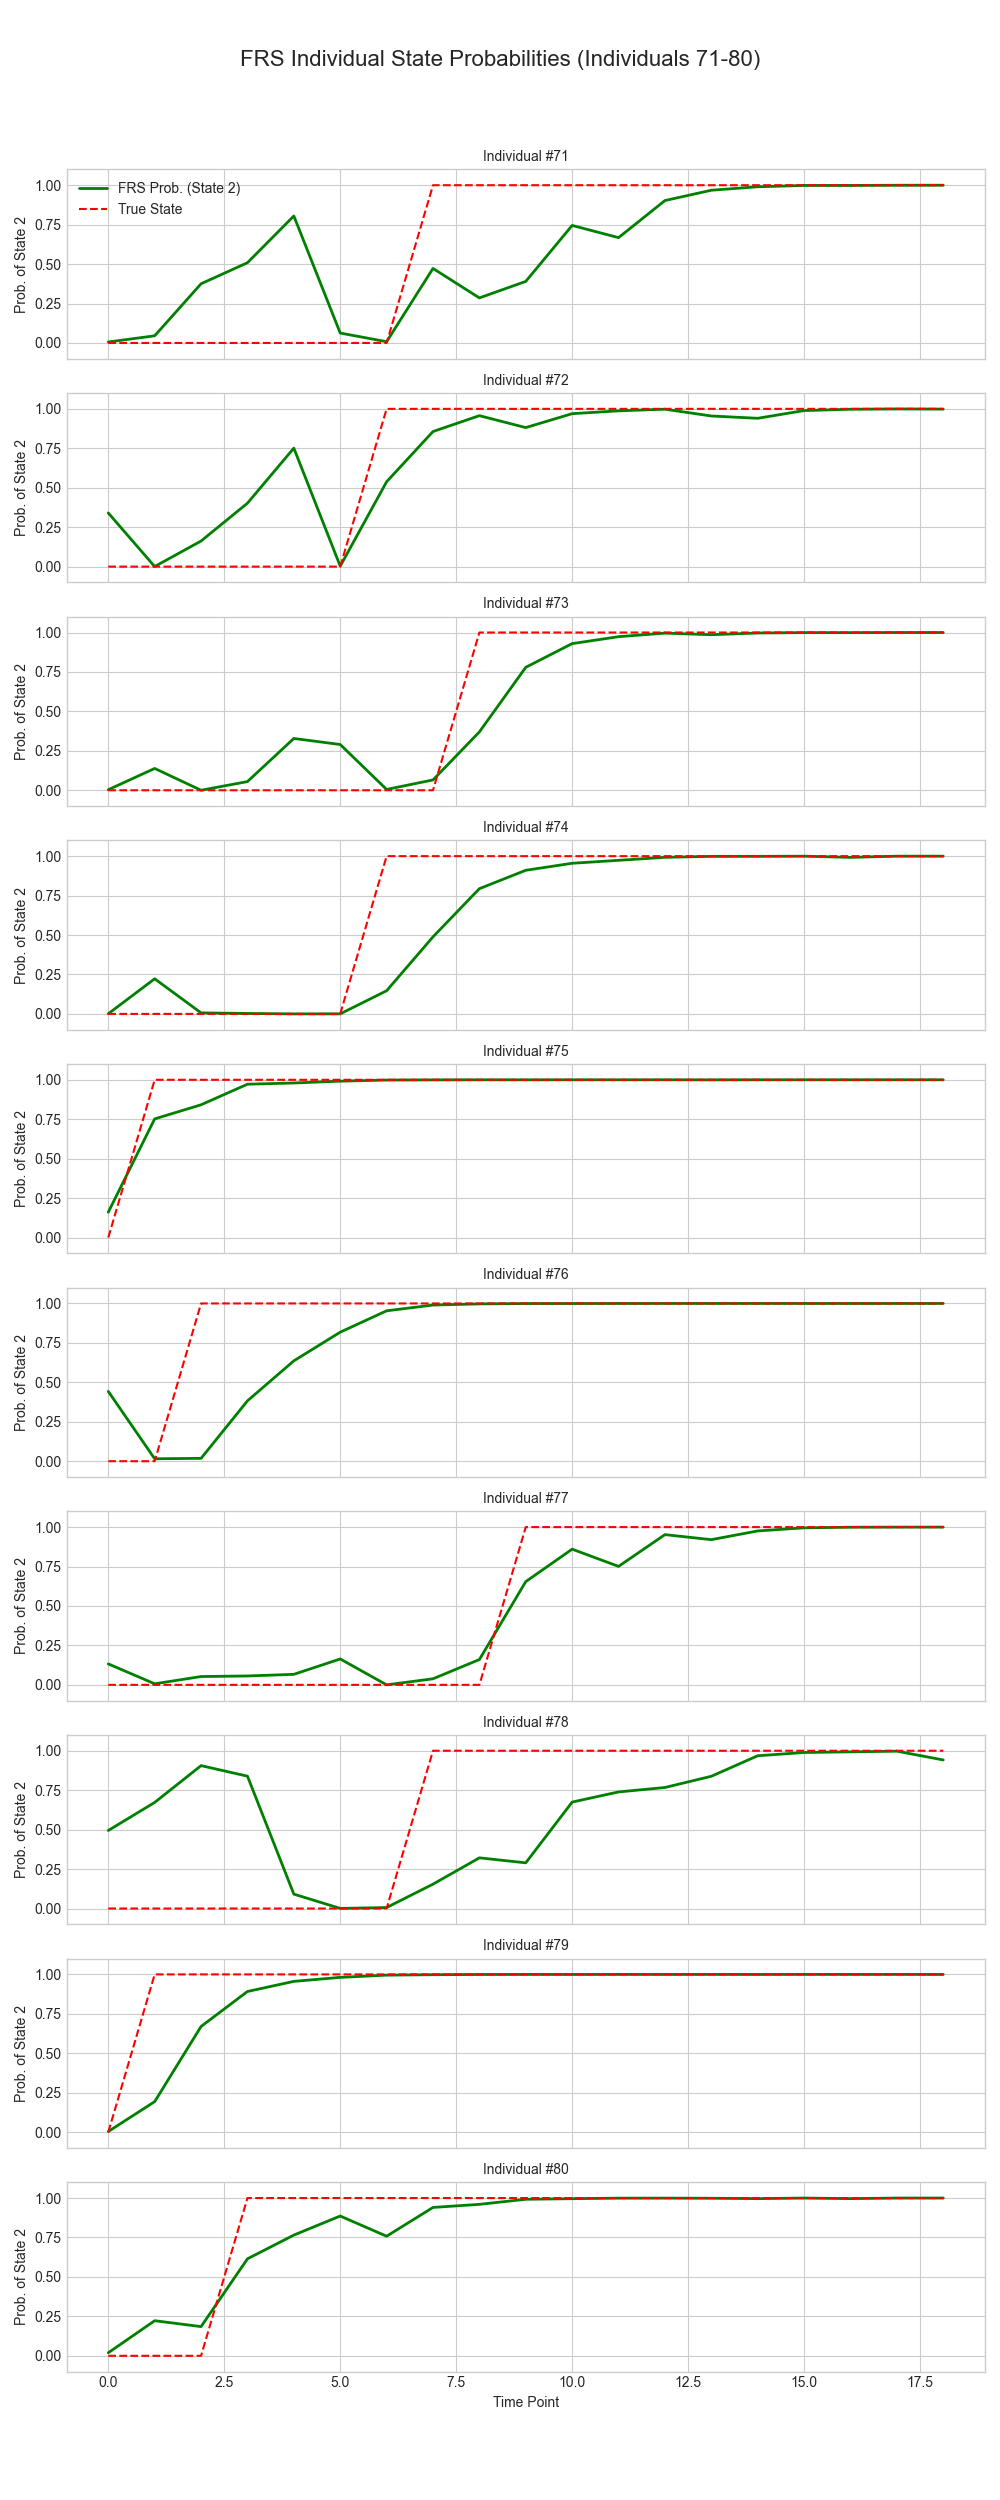 FRS Individual State Probabilities (Individuals 71-80)
Individual #71
FRS Prob. (State 2)
True State
Prob. of State 2
1.00
0.75
0.50
0.25
0.00
Individual #72
Prob. of State 2
1.00
0.75
0.50
0.25
0.00
Individual #73
Prob. of State 2
1.00
0.75
0.50
0.25
0.00
Individual #74
Prob. of State 2
1.00
0.75
0.50
0.25
0.00
Individual #75
Prob. of State 2
1.00
0.75
0.50
0.25
0.00
Individual #76
Prob. of State 2
1.00
0.75
0.50
0.25
0.00
Individual #77
Prob. of State 2
1.00
0.75
0.50
0.25
0.00
Individual #78
Prob. of State 2
1.00
0.75
0.50
0.25
0.00
Individual #79
Prob. of State 2
1.00
0.75
0.50
0.25
0.00
Individual #80
Prob. of State 2
1.00
0.75
0.50
0.25
0.00
0.0 2.5 5.0 7.5 10.0 12.5 15.0 17.5
Time Point